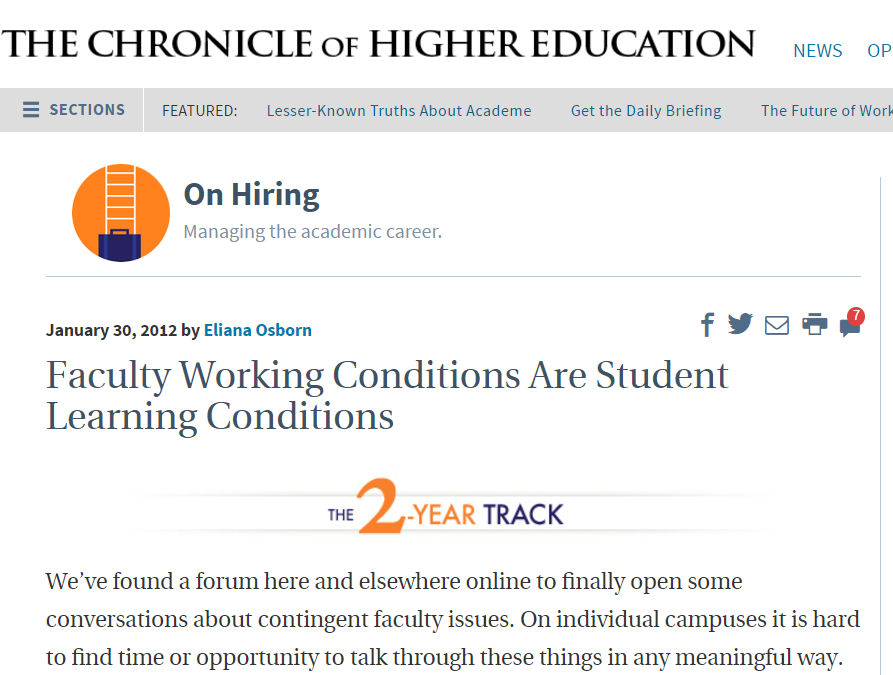 THE CHRONICLE OF HIGHER EDUCATION
NEWS OP
SECTIONS FEATURED: Lesser-Known Truths About Academe Get the Daily Briefing The Future of Work
On Hiring
Managing the academic career.
January 30, 2012 by Eliana Osborn
7
Faculty Working Conditions Are Student
Learning Conditions
THE 2-YEAR TRACK
We've found a forum here and elsewhere online to finally open some
conversations about contingent faculty issues. On individual campuses it is hard
to find time or opportunity to talk through these things in any meaningful way.